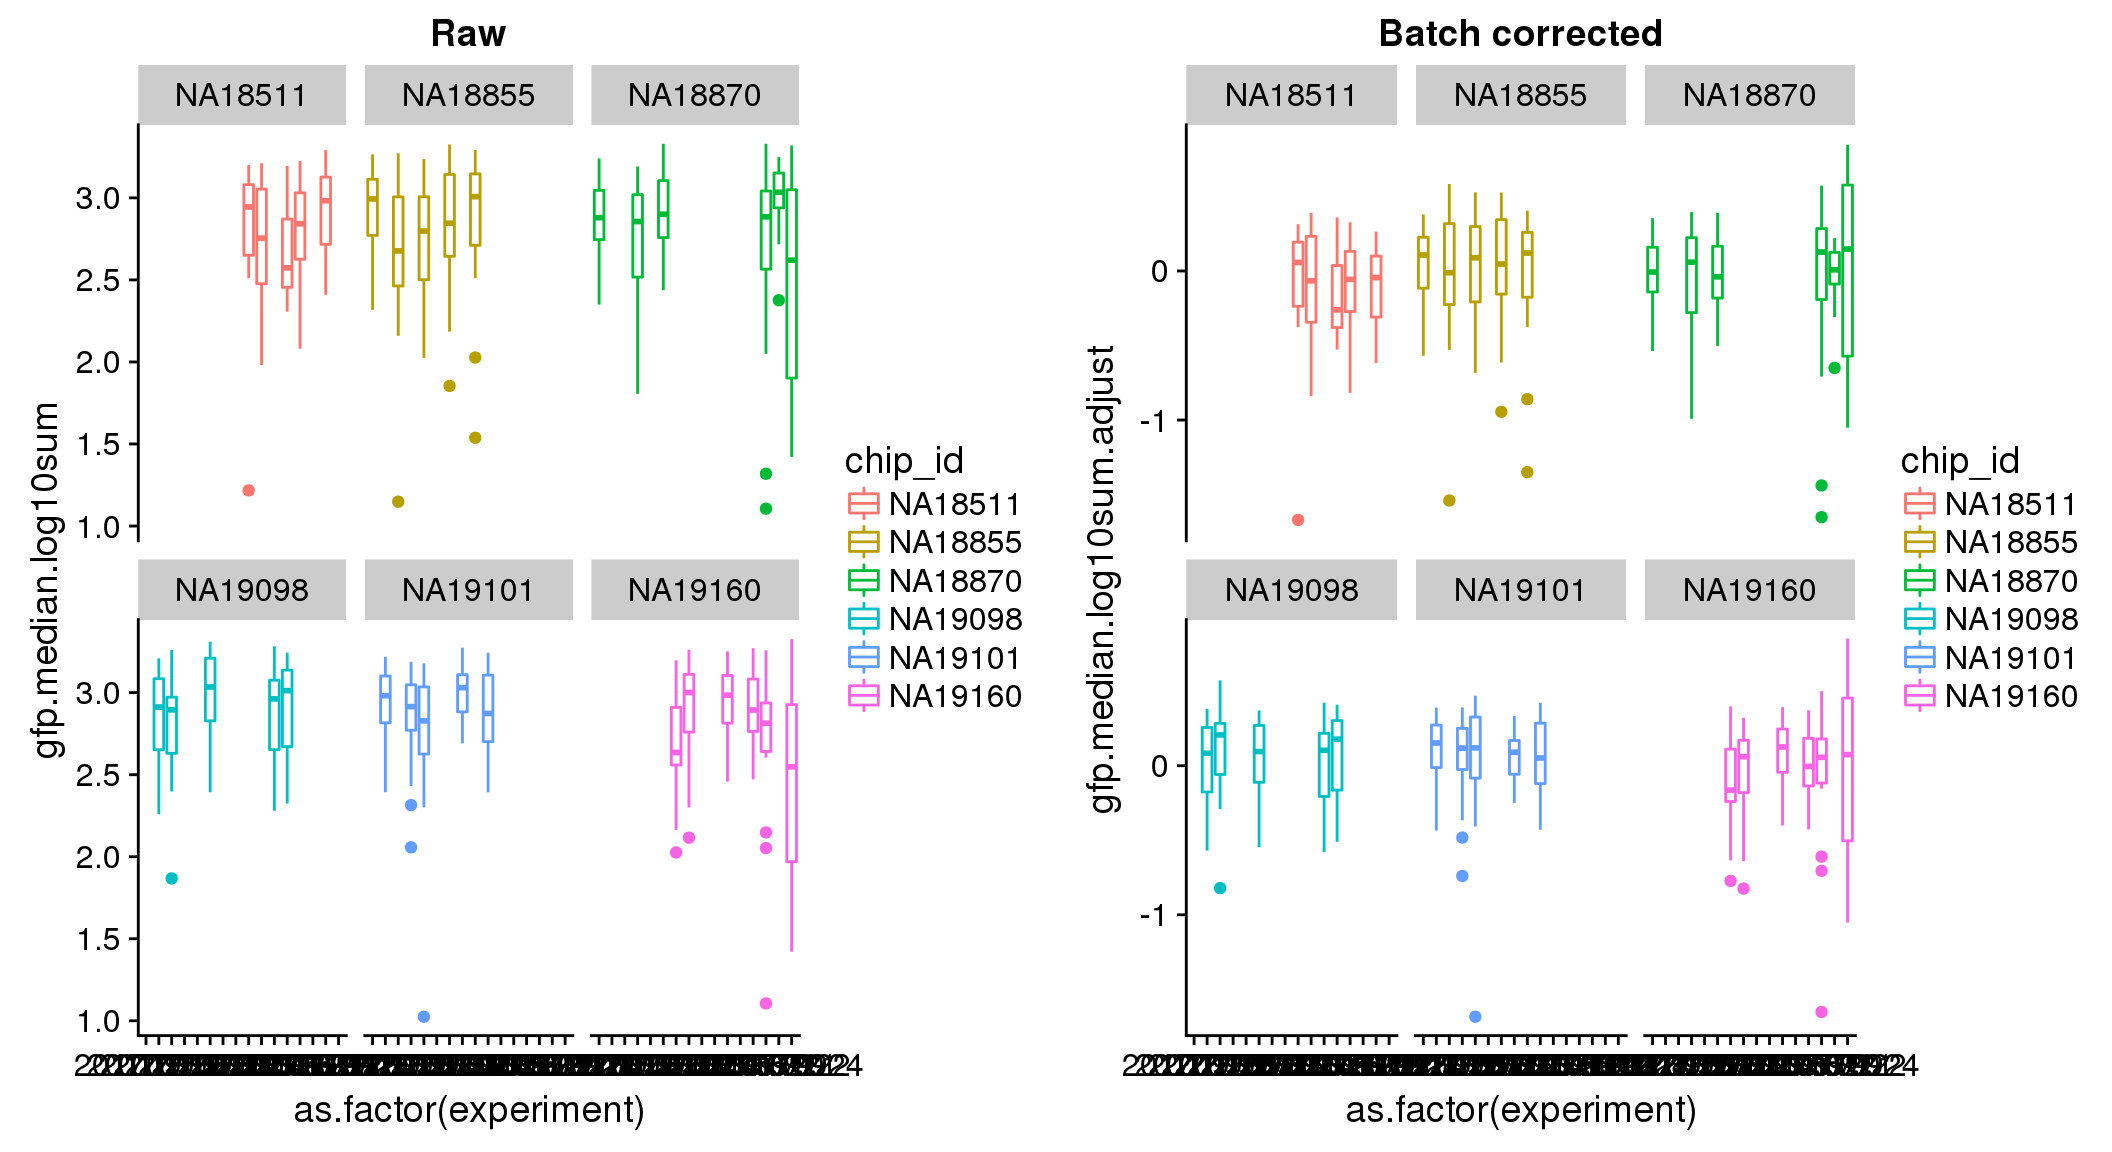 Raw
NA18511 NA18855 NA18870
3.0
2.5
2.0
1.5
1.0
NA19098 NA19101 NA19160
3.0
2.5
2.0
1.5
1.0
gfp.median.log10sum
as.factor(experiment)
chip_id
NA18511
NA18855
NA18870
NA19098
NA19101
NA19160
Batch corrected
NA18511 NA18855 NA18870
0
-1
NA19098 NA19101 NA19160
0
-1
gfp.median.log10sum.adjust
as.factor(experiment)
chip_id
NA18511
NA18855
NA18870
NA19098
NA19101
NA19160